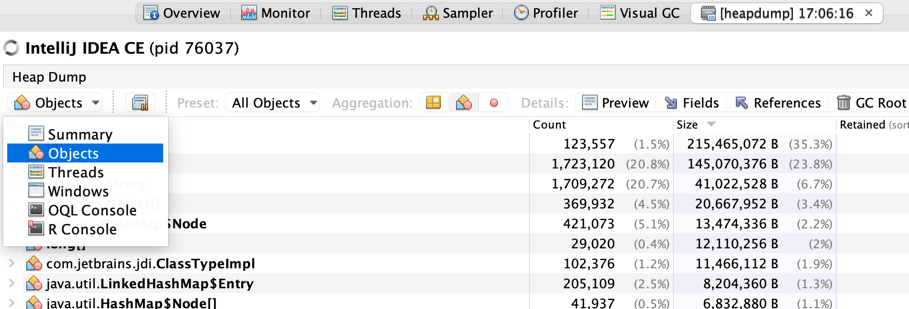 Overview Monitor Threads Sampler Profiler Visual GC [heapdump] 17:06:16 ×
IntelliJ IDEA CE (pid 76037)
Heap Dump
Objects Preset: All Objects Aggregation: Details: Preview Fields References GC Root
Count Size Retained (sort
Summary
Objects
Threads
Windows
OQL Console
R Console
123,557 (1.5%) 215,465,072 B (35.3%)
1,723,120 (20.8%) 145,070,376 B (23.8%)
1,709,272 (20.7%) 41,022,528 B (6.7%)
369,932 (4.5%) 20,667,952 B (3.4%)
$Node 421,073 (5.1%) 13,474,336 B (2.2%)
long[] 29,020 (0.4%) 12,110,256 B (2%)
com.jetbrains.jdi.ClassTypeImpl 102,376 (1.2%) 11,466,112 B (1.9%)
java.util.LinkedHashMap$Entry 205,109 (2.5%) 8,204,360 B (1.3%)
java.util.HashMap$Node[] 41,937 (0.5%) 6,832,880 B (1.1%)